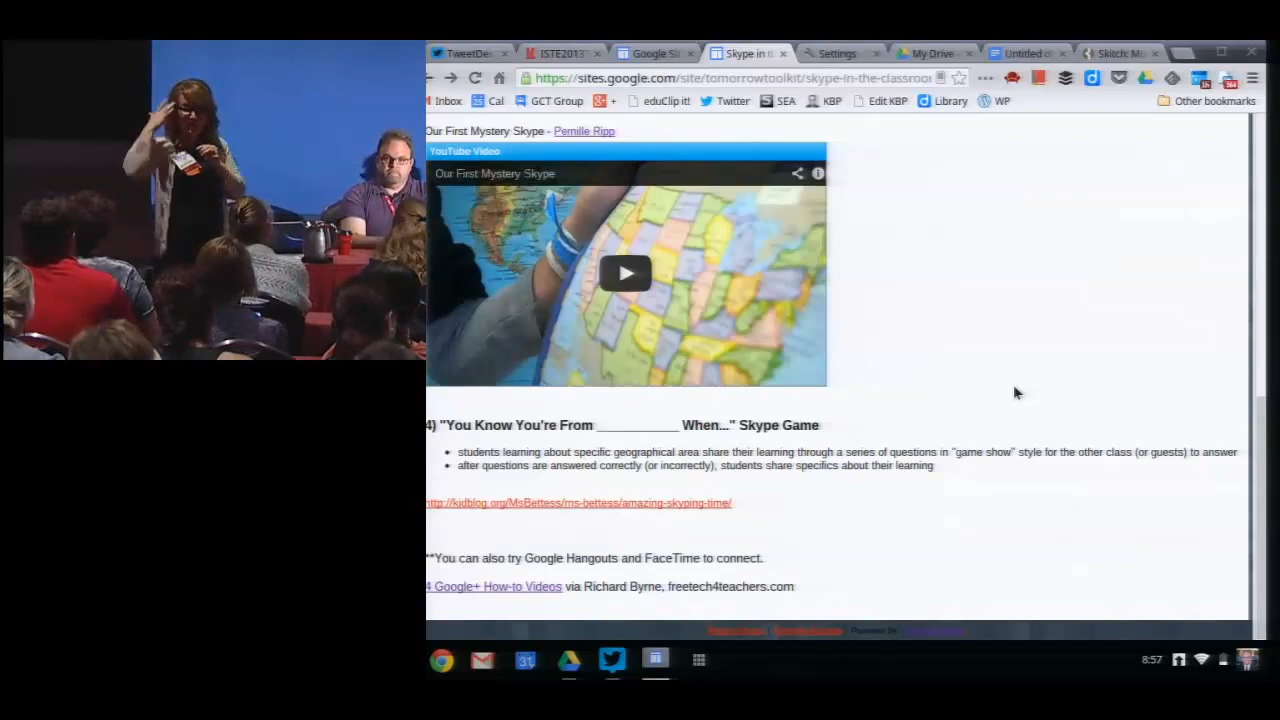 TweetDe
ISTE2013
Google Si
Skype in t
Settings
My Drive -
Untitled d
Skitch: M
https://sites.google.com/site/tomorrowtoolkit/skype-in-the-classroo
Inbox
Cal
GCT Group
eduClip it!
Twitter
SEA
KBP
Edit KBP
Library
WP
Other bookmarks
Our First Mystery Skype - Pernille Ripp
YouTube Video
Our First Mystery Skype
4) "You Know You're From ___________ When..." Skype Game
students learning about specific geographical area share their learning through a series of questions in "game show" style for the other class (or guests) to answer
after questions are answered correctly (or incorrectly), students share specifics about their learning
http://kidblog.org/MsBettess/ms-bettess/amazing-skyping-time/
**You can also try Google Hangouts and FaceTime to connect.
4 Google+ How-to Videos via Richard Byrne, freetech4teachers.com
31
8:57